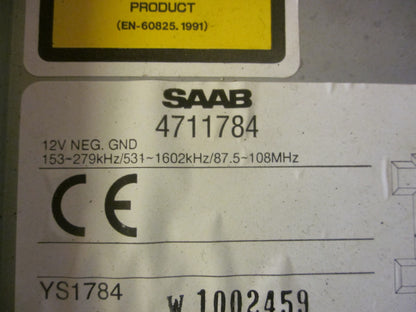 PRODUCT
(EN-60825.1991)
SAAB
4711784
12V NEG. GND
153~279kHz/531~1602kHz/87.5~108MHz
CE
YS1784
W 1002459